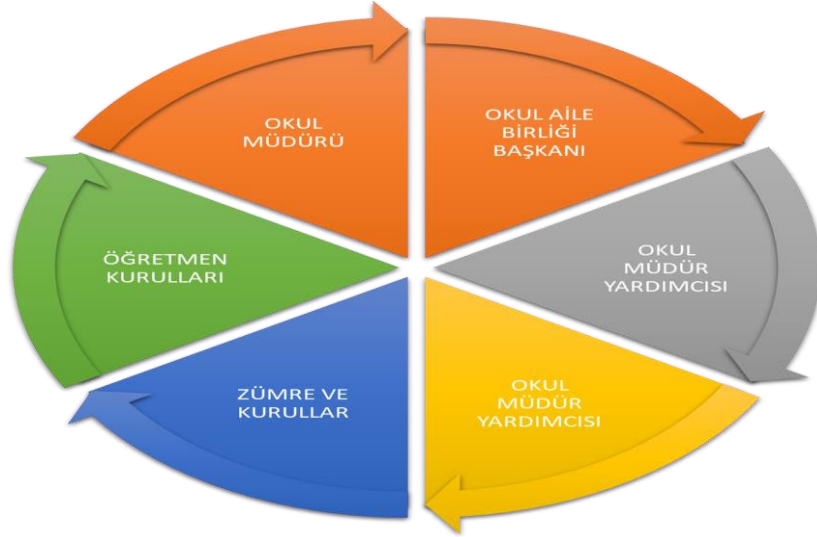 OKUL
MÜDÜRÜ
OKUL AİLE
BİRLİĞİ
BAŞKANI
OKUL
MÜDÜR
YARDIMCISI
OKUL
MÜDÜR
YARDIMCISI
ZÜMRE VE
KURULLAR
ÖĞRETMEN
KURULLARI